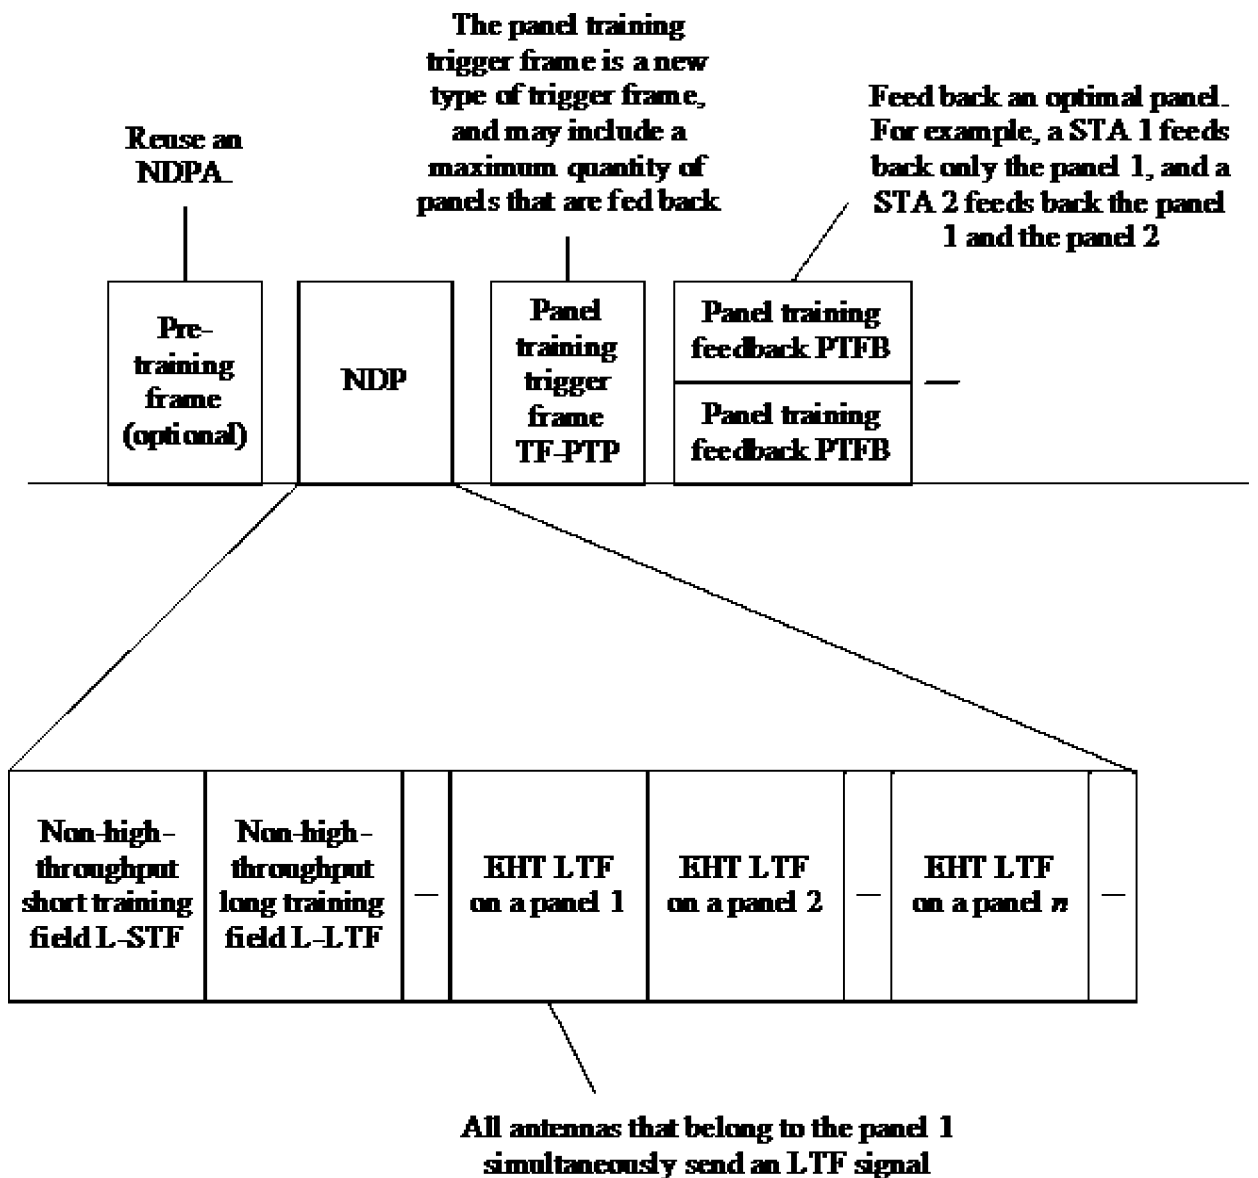 The panel training
trigger frame is a new
type of trigger frame,
and may include a
maximum quantity of
panels that are fed back
Feed back an optimal panel.
For example, a STA 1 feeds
back only the panel 1, and a
STA 2 feeds back the panel
1 and the panel 2
Reuse an
NDPA.
Pre-
training
frame
(optional)
NDP
Panel
training
trigger
frame
TF-PTP
Panel training
feedback PTFB
Panel training
feedback PTFB
—
Non-high-
throughput
short training
field L-STF
Non-high-
throughput
long training
field L-LTF
—
EHT LTF
on a panel 1
EHT LTF
on a panel 2
—
EHT LTF
on a panel n
—
All antennas that belong to the panel 1
simultaneously send an LTF signal